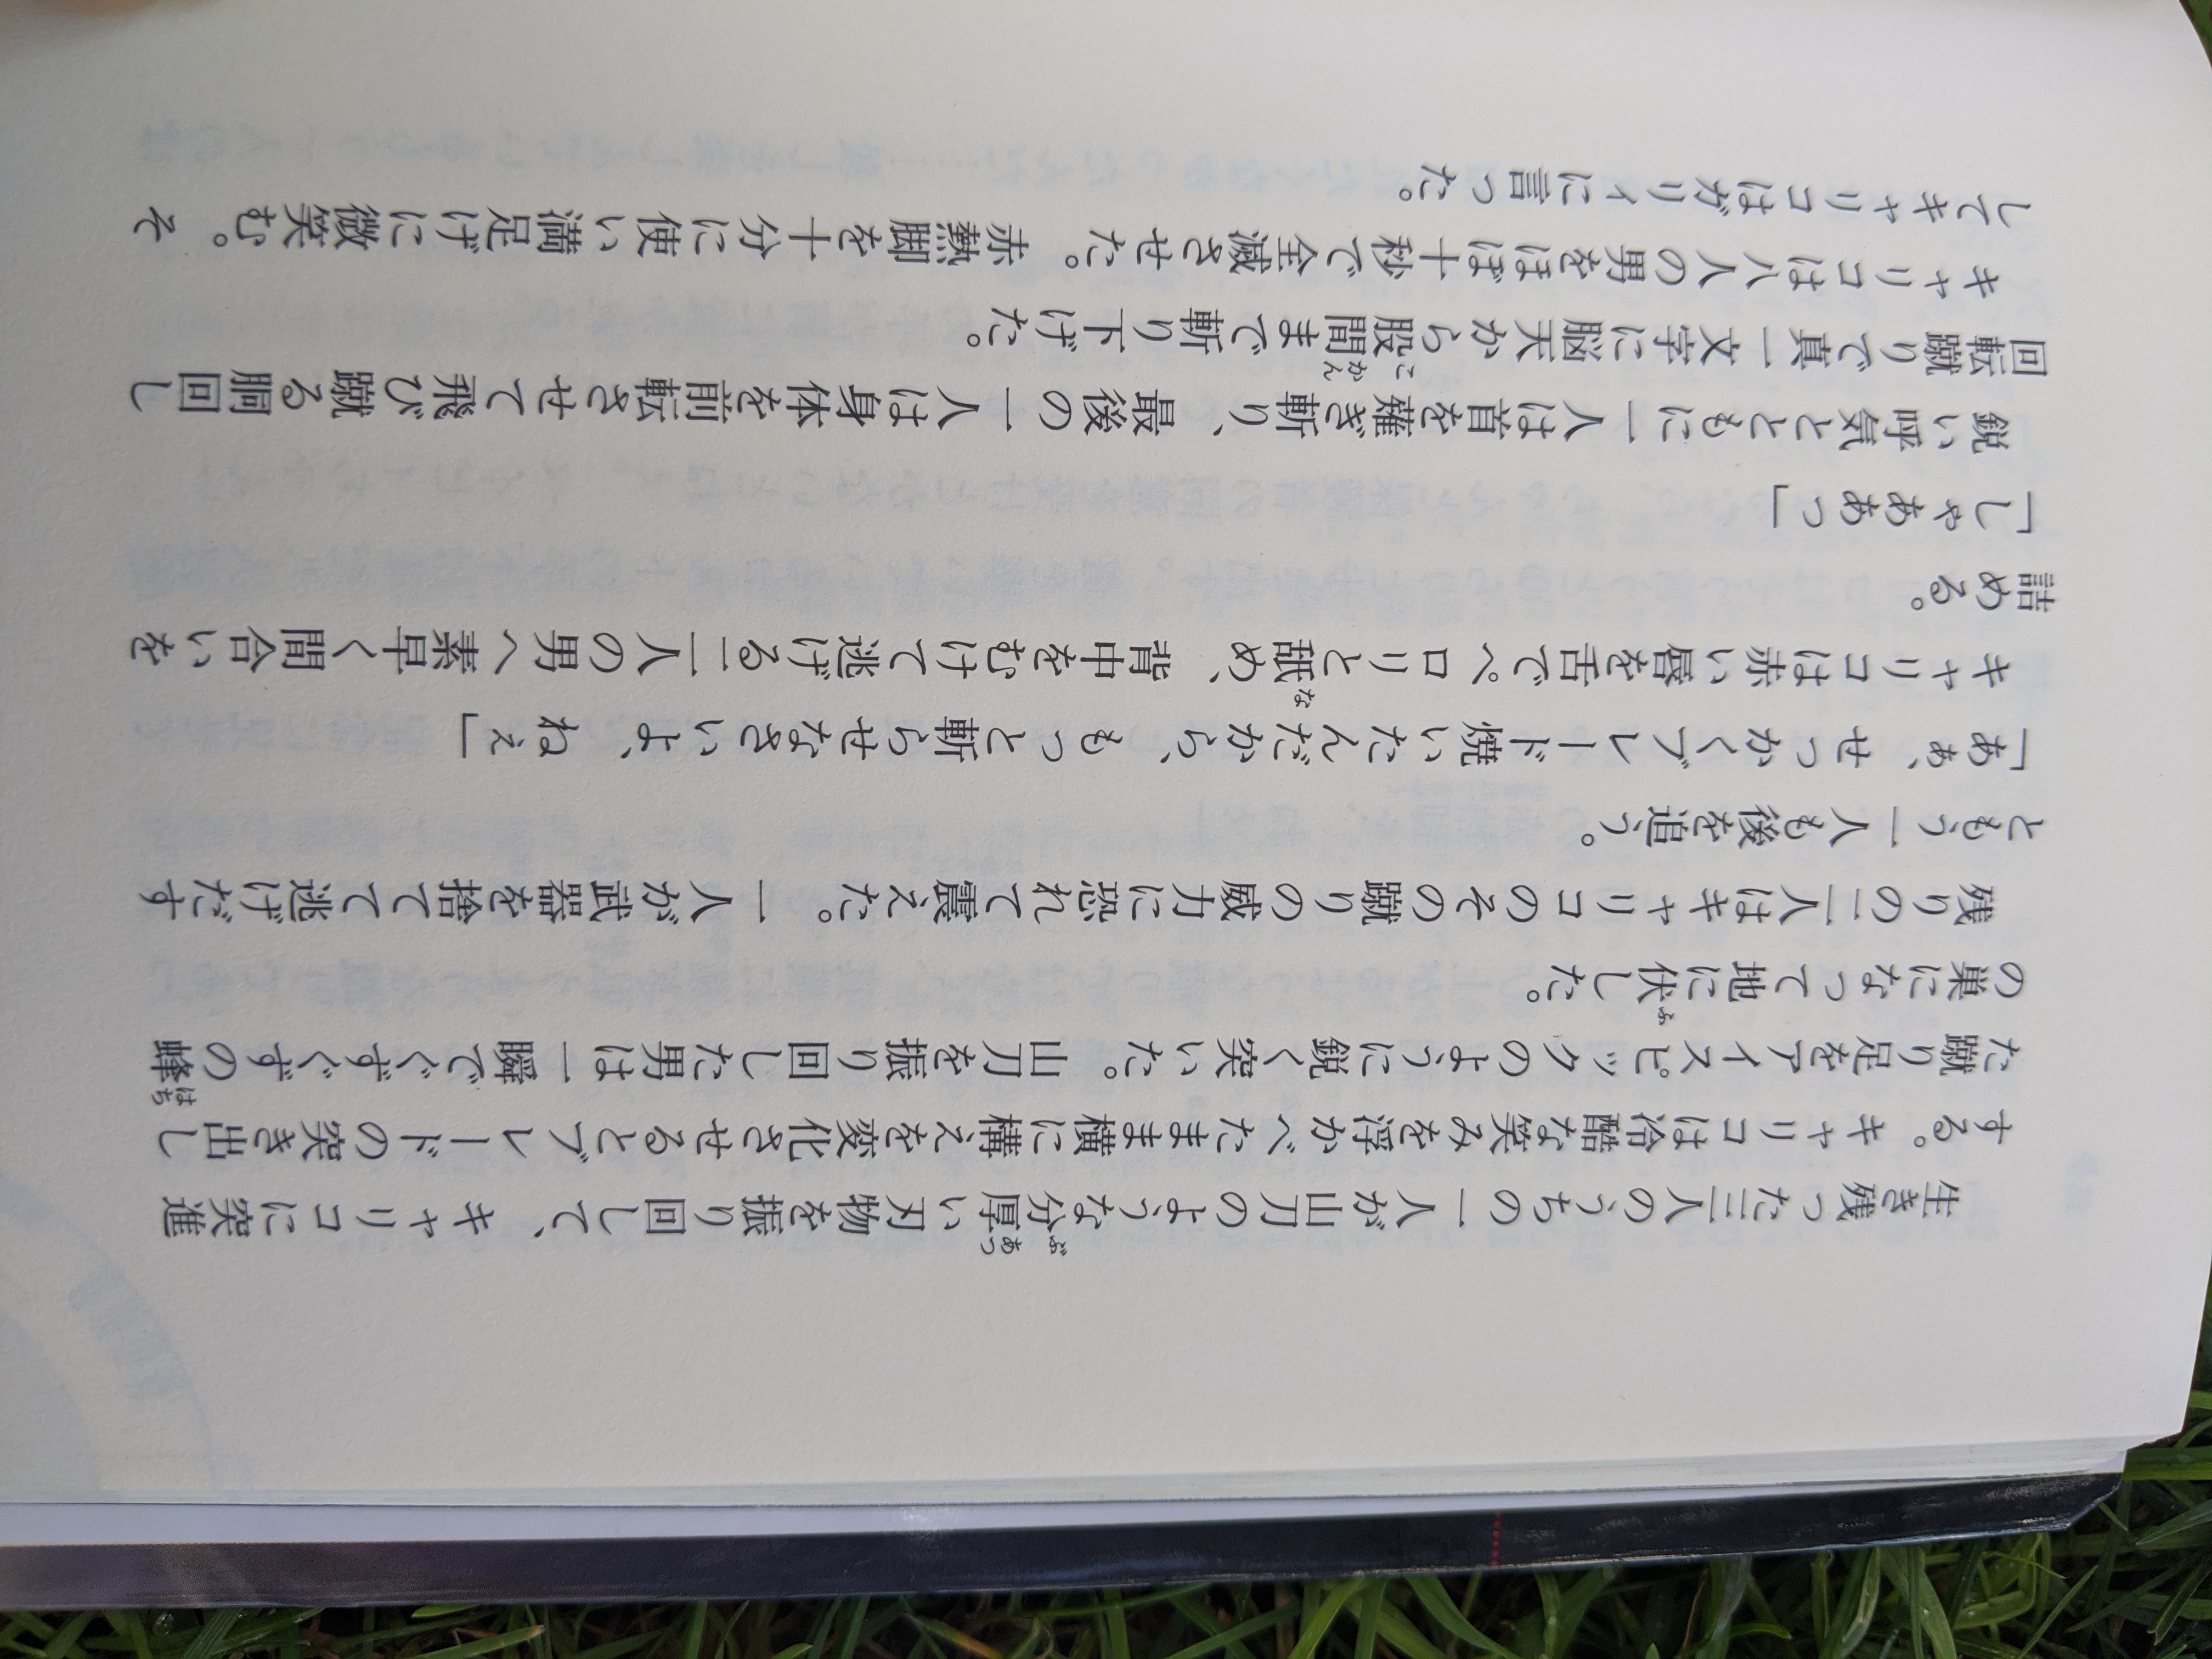 生き残った三人のうちの一人が山刀のような分厚い刃物を振り回して、キャリコに突進
する。キャリコは冷酷な笑みを浮かべたまま横に構えを変化させるとブレードの突き出し
た蹴り足をアイスピックのように鋭く突いた。山刀を振り回した男は一瞬でぐずぐずの蜂
の巣になって地に伏した。
残りの二人はキャリコのその蹴りの威力に恐れて震えた。一人が武器を捨てて逃げだす
ともう一人も後を追う。
「あぁ、せっかくブレード焼いたんだから、もっと斬らせなさいよ、ねぇ」
キャリコは赤い唇を舌でペロリと舐め、背中をむけて逃げる二人の男へ素早く間合いを
詰める。
「しゃああっ」
鋭い呼気とともに一人は首を薙ぎ斬り、最後の一人は身体を前転させて飛び蹴る胴回し
回転蹴りで真一文字に脳天から股間まで斬り下げた。
キャリコは八人の男をほぼ十秒で全滅させた。赤熱脚を十分に使い満足げに微笑む。そ
してキャリコはガリィに言った。